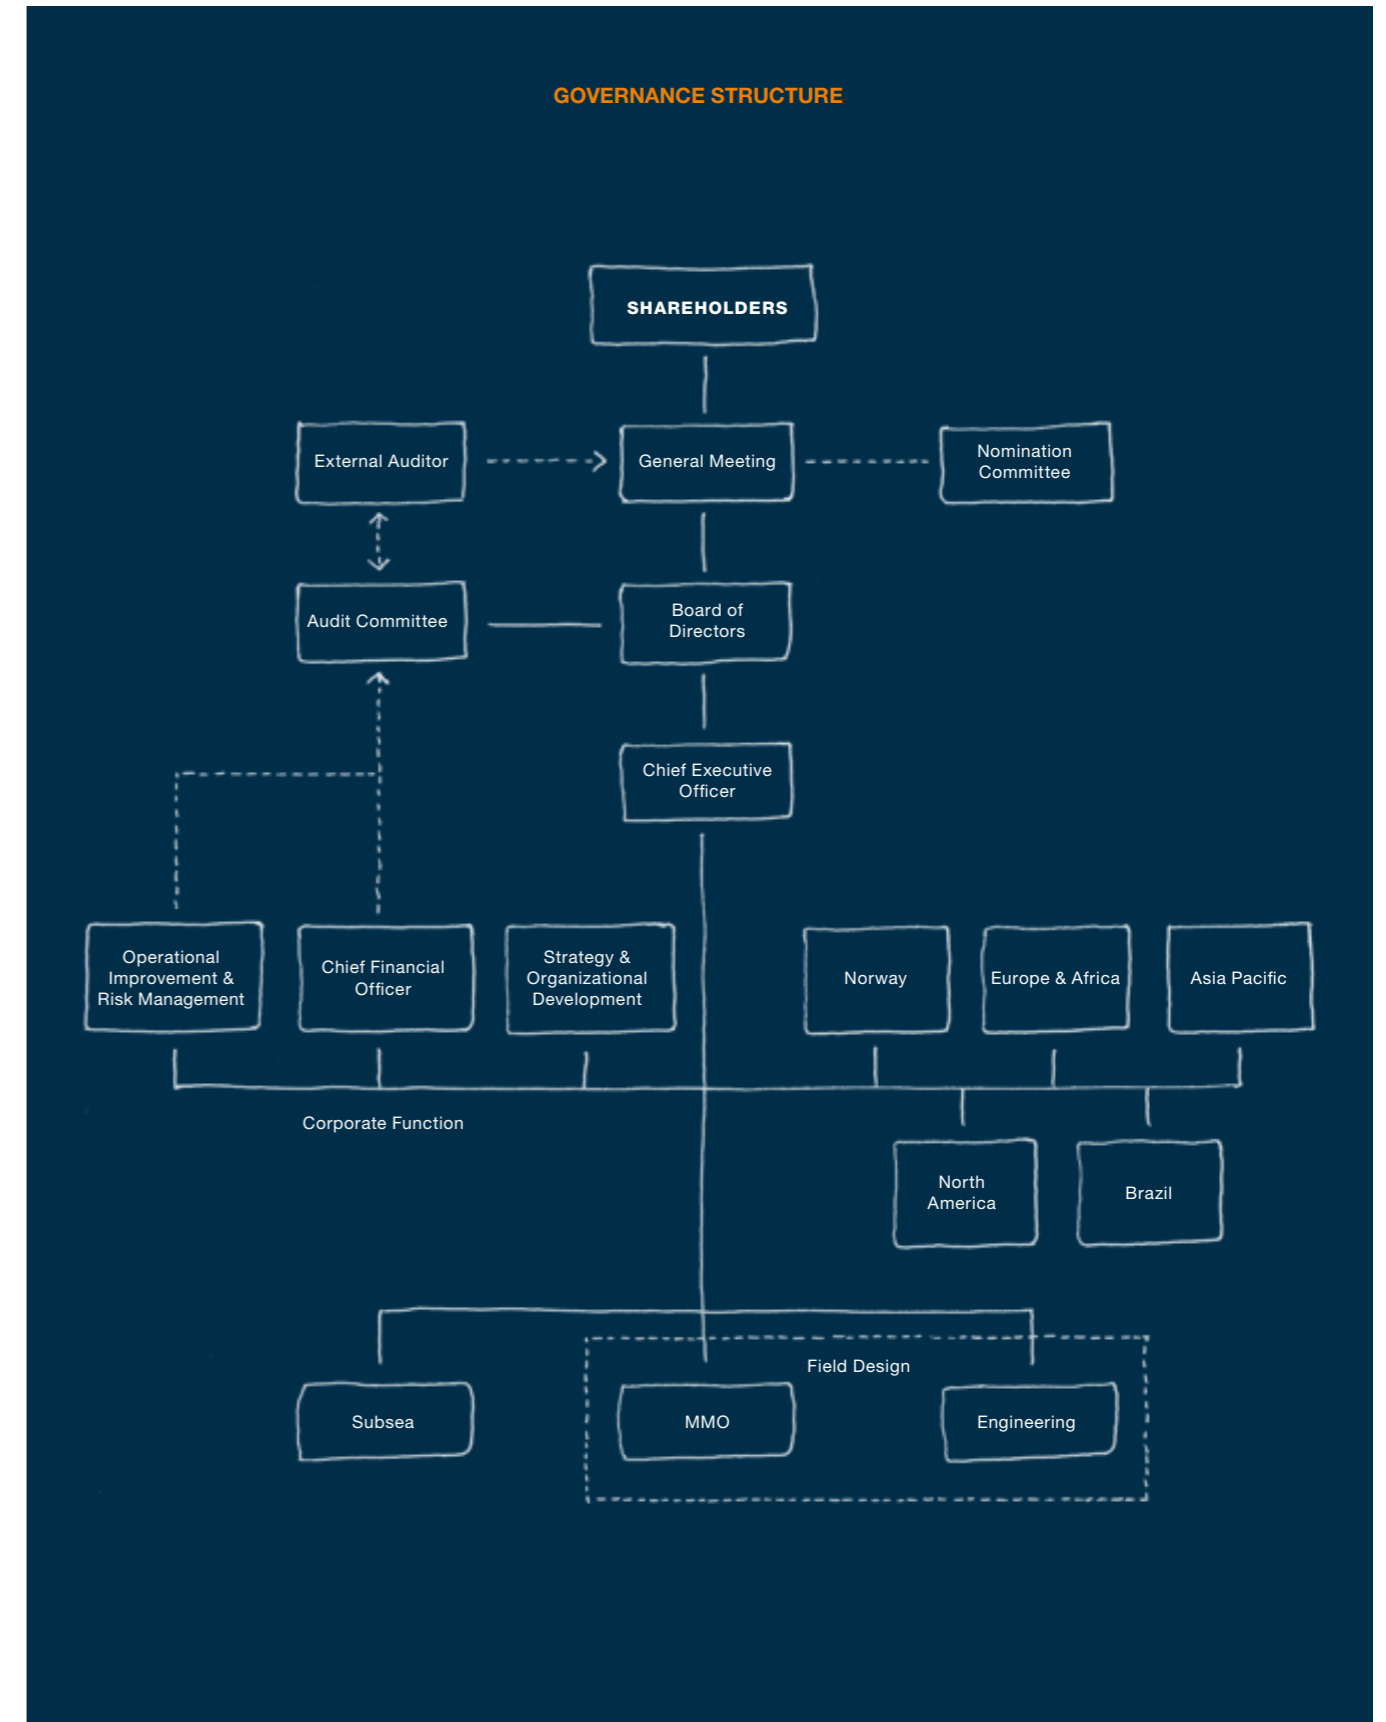 GOVERNANCE STRUCTURE
SHAREHOLDERS
External Auditor
General Meeting
Nomination
Committee
Audit Committee
Board of
Directors
Chief Executive
Officer
Operational
Improvement &
Risk Management
Chief Financial
Officer
Strategy &
Organizational
Development
Norway
Europe & Africa
Asia Pacific
Corporate Function
North
America
Brazil
Field Design
Subsea
MMO
Engineering